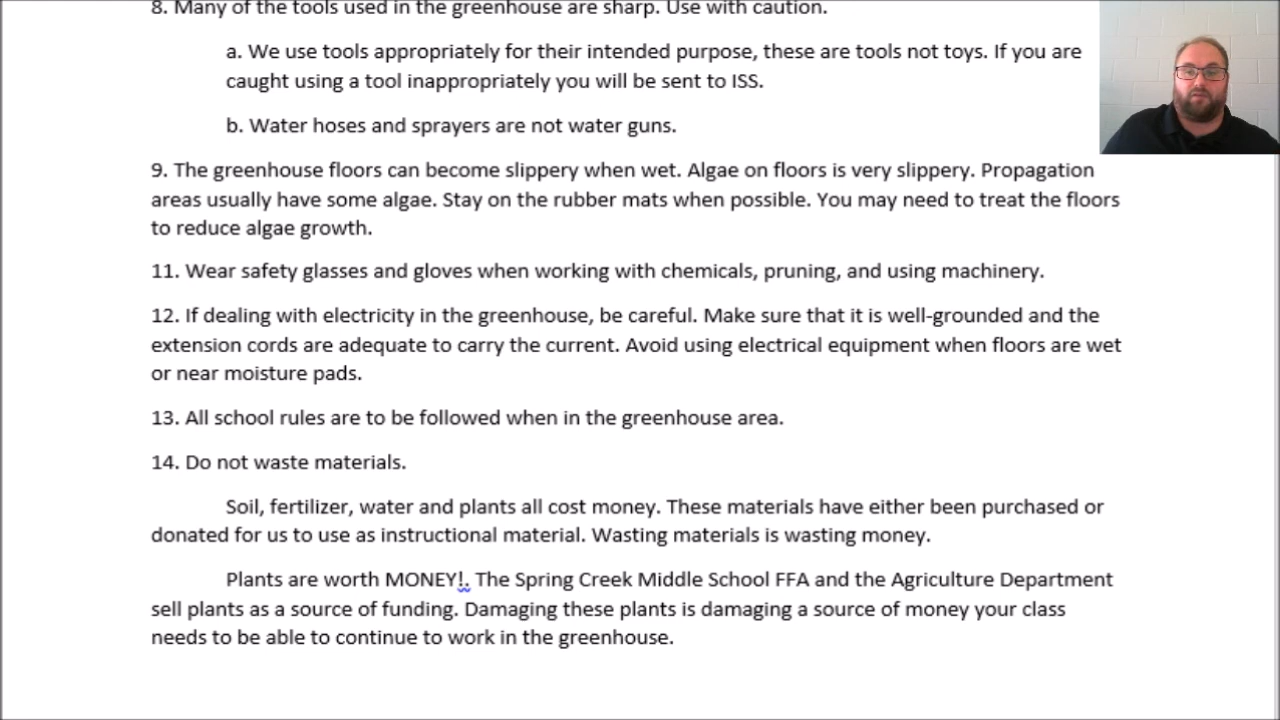 8. Many of the tools used in the greenhouse are sharp. Use with caution.
a. We use tools appropriately for their intended purpose, these are tools not toys. If you are
caught using a tool inappropriately you will be sent to ISS.
b. Water hoses and sprayers are not water guns.
9. The greenhouse floors can become slippery when wet. Algae on floors is very slippery. Propagation
areas usually have some algae. Stay on the rubber mats when possible. You may need to treat the floors
to reduce algae growth.
11. Wear safety glasses and gloves when working with chemicals, pruning, and using machinery.
12. If dealing with electricity in the greenhouse, be careful. Make sure that it is well-grounded and the
extension cords are adequate to carry the current. Avoid using electrical equipment when floors are wet
or near moisture pads.
13. All school rules are to be followed when in the greenhouse area.
14. Do not waste materials.
Soil, fertilizer, water and plants all cost money. These materials have either been purchased or
donated for us to use as instructional material. Wasting materials is wasting money.
Plants are worth MONEY!. The Spring Creek Middle School FFA and the Agriculture Department
sell plants as a source of funding. Damaging these plants is damaging a source of money your class
needs to be able to continue to work in the greenhouse.